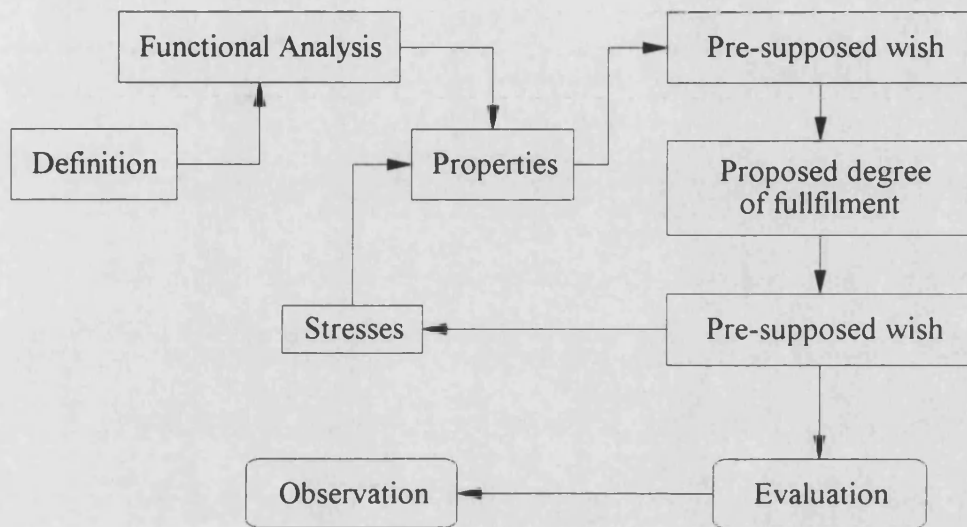 Functional Analysis
Pre-supposed wish
Definition
Properties
Proposed degree
of fullfilment
Stresses
Pre-supposed wish
Observation
Evaluation